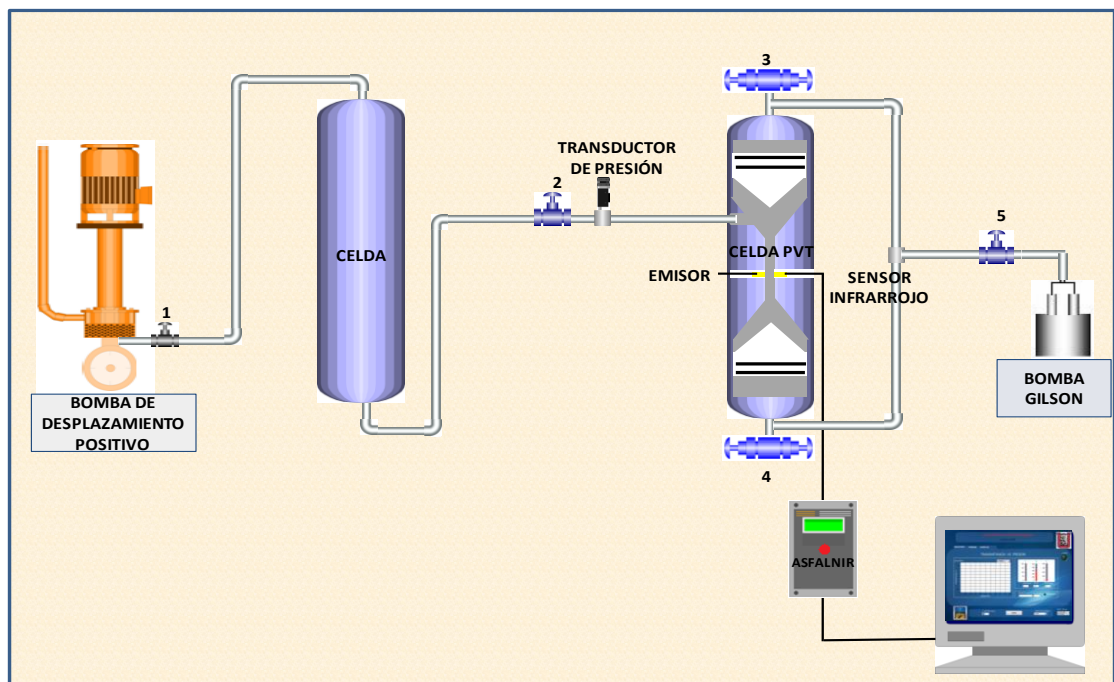 3
TRANSDUCTOR
DE PRESIÓN
2
1
CELDA
CELDA PVT
EMISOR
SENSOR
INFRARROJO
5
BOMBA DE
DESPLAZAMIENTO
POSITIVO
BOMBA
GILSON
4
ASFALNIR